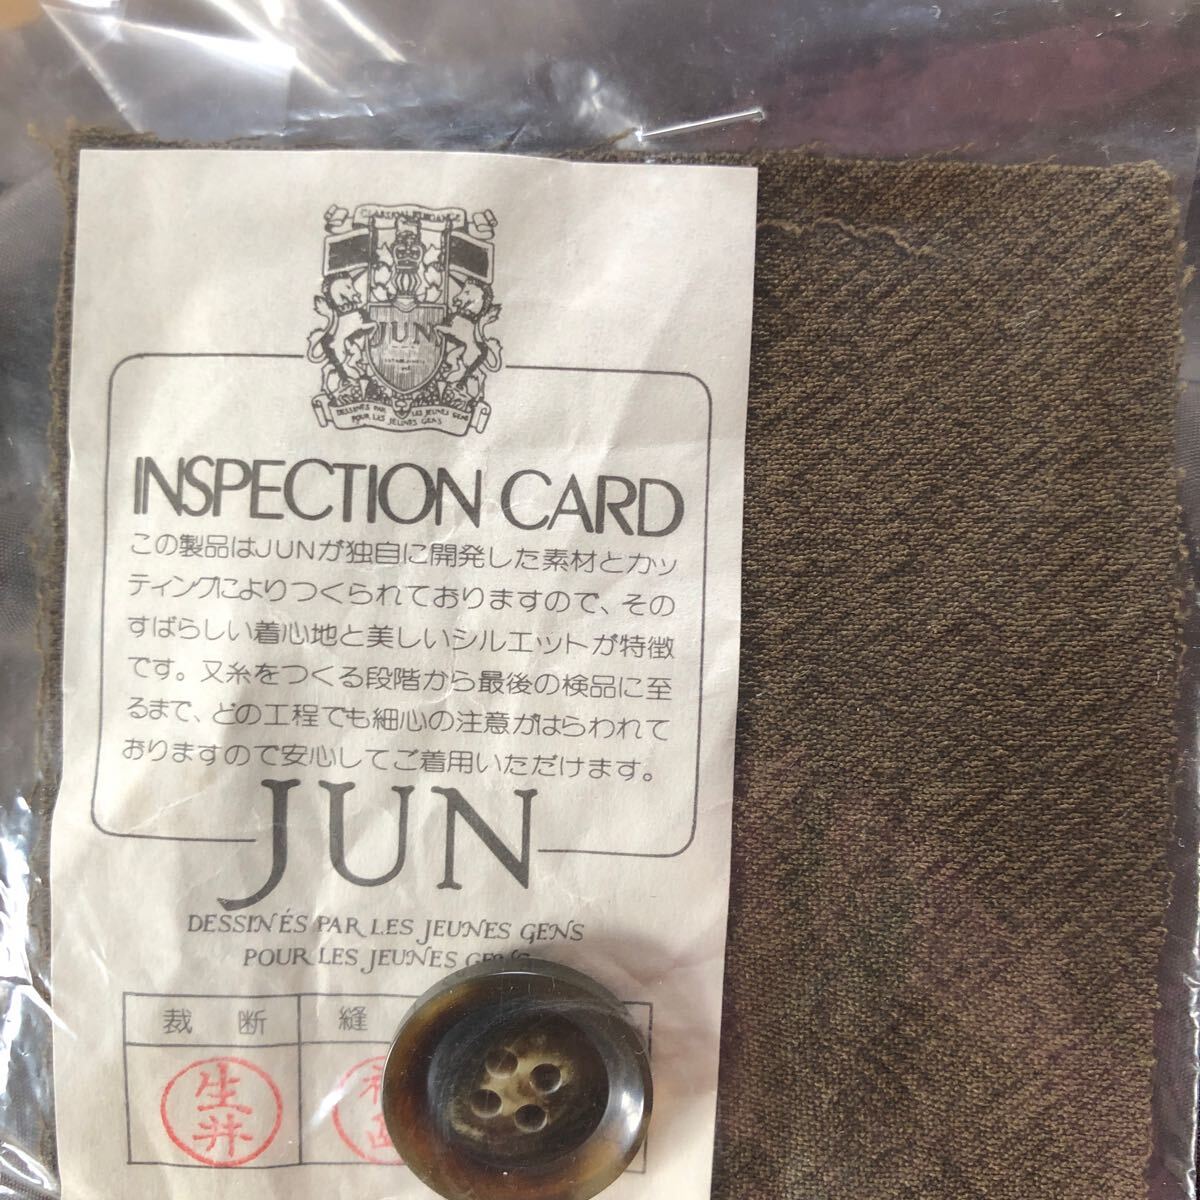 JUN
DESSINÉS PAR LES JEUNES GENS
POUR LES JEUNES GENS
INSPECTION CARD
この製品はJUNが独自に開発した素材とカッ
ティングによりつくられておりますので、その
すばらしい着心地と美しいシルエットが特徴
です。又糸をつくる段階から最後の検品に至
るまで、どの工程でも細心の注意がはらわれて
おりますので安心してご着用いただけます。
JUN
DESSINÉS PAR LES JEUNES GENS
POUR LES JEUNES GENS
裁 断 縫
生井